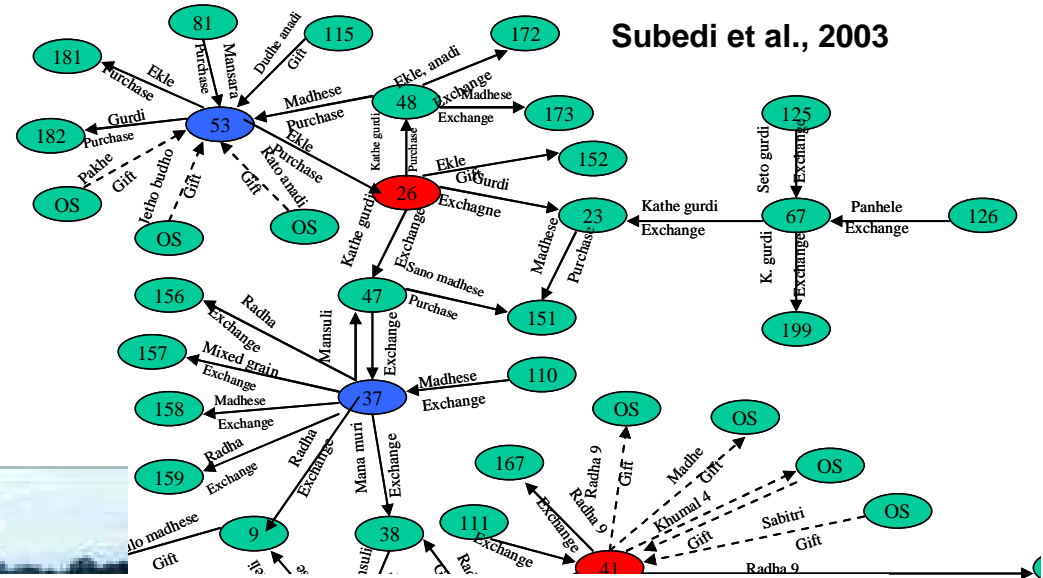 Subedi et al., 2003
81
115
172
181
Ekle
Purchase
Purchase
Mansara
Dudhe anadi
Gift
Ekle, anadi
Exchange
48
Madhese
Purchase
Madhese
Exchange
173
125
182
Gurdi
Purchase
53
Kathe gurdi
Purchase
Ekle
Purchase
Ekle
Gift
152
Seto gurdi
Exchange
Pakhe
Gift
OS
Jetho budho
Gift
OS
Rato anadi
Gift
OS
26
Gurdi
Exchagne
23
Kathe gurdi
Exchange
67
Panhele
Exchange
126
Kathe gurdi
Exchange
Madhese
Purchase
K. gurdi
Exchange
156
Radha
Exchange
47
Sano madhese
Purchase
151
199
157
Mixed grain
Exchange
Mansuli
Exchange
158
Madhese
Exchange
37
Madhese
Exchange
110
159
Radha
Exchange
Radha
Exchange
Mana muri
Exchange
167
Radha 9
Exchange
Radha 9
Gift
OS
Madhe
Gift
OS
Khumal 4
Gift
OS
Sabitri
Gift
OS
lo madhese
Gift
9
38
111
Exchange
41
Radha 9